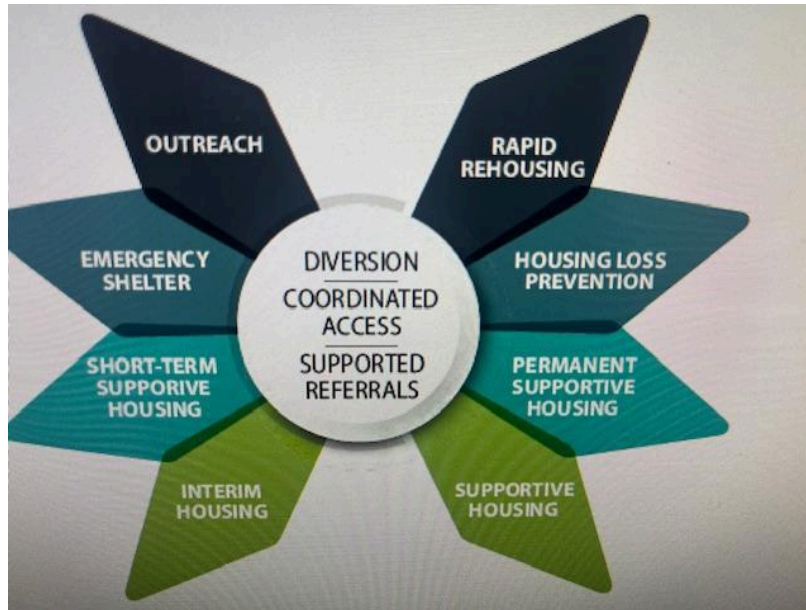 OUTREACH
RAPID
REHOUSING
EMERGENCY
SHELTER
DIVERSION
COORDINATED
ACCESS
SUPPORTED
REFERRALS
HOUSING LOSS
PREVENTION
SHORT-TERM
SUPPORIVE
HOUSING
PERMANENT
SUPPORTIVE
HOUSING
INTERIM
HOUSING
SUPPORTIVE
HOUSING